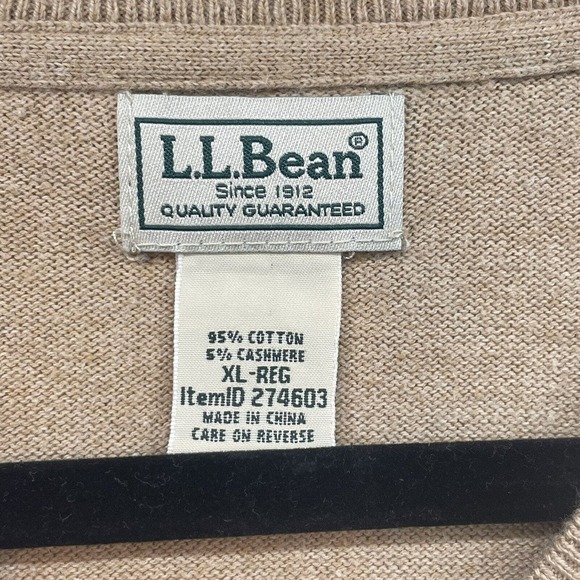 L.L.Bean®
Since 1912
QUALITY GUARANTEED
95% COTTON
5% CASHMERE
XL-REG
ItemID 274603
MADE IN CHINA
CARE ON REVERSE